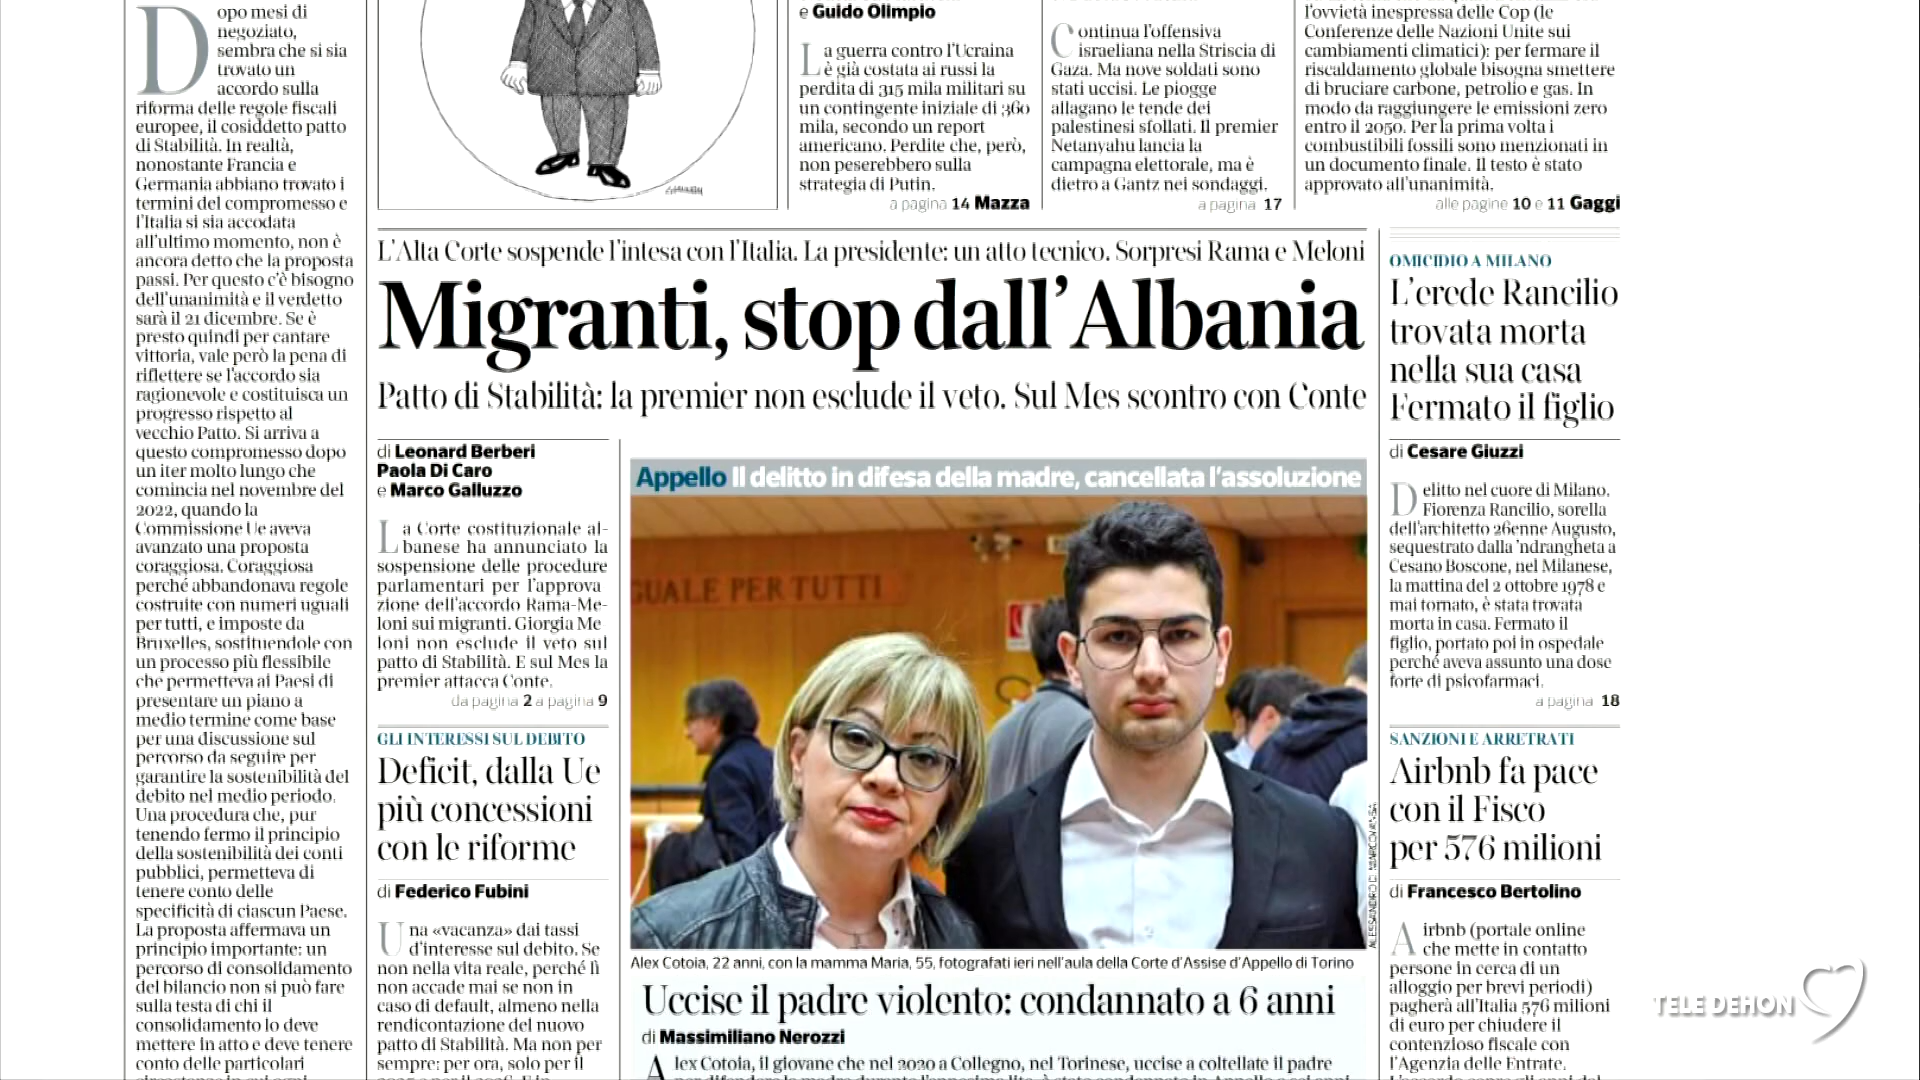 Dopo mesi di
negoziato,
sembra che si sia
trovato un
accordo sulla
riforma delle regole fiscali
europee, il cosiddetto patto
di Stabilità. In realtà,
nonostante Francia e
Germania abbiano trovato i
termini del compromesso e
l'Italia si sia accodata
all'ultimo momento, non è
ancora detto che la proposta
passi. Per questo c'è bisogno
dell'unanimità e il verdetto
sarà il 21 dicembre. Se è
presto quindi per cantare
vittoria, vale però la pena di
riflettere se l'accordo sia
ragionevole e costituisca un
progresso rispetto al
vecchio Patto. Si arriva a
questo compromesso dopo
un iter molto lungo che
comincia nel novembre del
2022, quando la
Commissione Ue aveva
avanzato una proposta
coraggiosa. Coraggiosa
perché abbandonava regole
costruite con numeri uguali
per tutti, e imposte da
Bruxelles, sostituendole con
un processo più flessibile
che permetteva ai Paesi di
presentare un piano a
medio termine come base
per una discussione sul
percorso da seguire per
garantire la sostenibilità del
debito nel medio periodo.
Una procedura che, pur
tenendo fermo il principio
della sostenibilità dei conti
pubblici, permetteva di
tenere conto delle
specificità di ciascun Paese.
La proposta affermava un
principio importante: un
percorso di consolidamento
del bilancio non si può fare
sulla testa di chi il
consolidamento lo deve
mettere in atto e deve tenere
conto delle particolari
e Guido Olimpio
La guerra contro l'Ucraina
è già costata ai russi la
perdita di 315 mila militari su
un contingente iniziale di 360
mila, secondo un report
americano. Perdite che, però,
non peserebbero sulla
strategia di Putin.
a pagina 14 Mazza
Continua l'offensiva
israeliana nella Striscia di
Gaza. Ma nove soldati sono
stati uccisi. Le piogge
allagano le tende dei
palestinesi sfollati. Il premier
Netanyahu lancia la
campagna elettorale, ma è
dietro a Gantz nei sondaggi.
a pagina 17
l'ovvietà inespressa delle Cop (le
Conferenze delle Nazioni Unite sui
cambiamenti climatici): per fermare il
riscaldamento globale bisogna smettere
di bruciare carbone, petrolio e gas. In
modo da raggiungere le emissioni zero
entro il 2050. Per la prima volta i
combustibili fossili sono menzionati in
un documento finale. Il testo è stato
approvato all'unanimità.
alle pagine 10 e 11 Gaggi
L'Alta Corte sospende l'intesa con l'Italia. La presidente: un atto tecnico. Sorpresi Rama e Meloni
Migranti, stop dall'Albania
Patto di Stabilità: la premier non esclude il veto. Sul Mes scontro con Conte
di Leonard Berberi
Paola Di Caro
e Marco Galluzzo
La Corte costituzionale al-
banese ha annunciato la
sospensione delle procedure
parlamentari per l'approva
zione dell'accordo Rama-Me-
loni sui migranti. Giorgia Me
loni non esclude il veto sul
patto di Stabilità. E sul Mes la
premier attacca Conte.
da pagina 2 a pagina 9
GLI INTERESSI SUL DEBITO
Deficit, dalla Ue
più concessioni
con le riforme
di Federico Fubini
Una «vacanza» dai tassi
d'interesse sul debito. Se
non nella vita reale, perché lì
non accade mai se non in
caso di default, almeno nella
rendicontazione del nuovo
patto di Stabilità. Ma non per
sempre: per ora, solo per il
Appello Il delitto in difesa della madre, cancellata l'assoluzione
GUALE PER TUTTI
ALESSANDRO DI MARCO/ANSA
Alex Cotoia, 22 anni, con la mamma Maria, 55, fotografati ieri nell'aula della Corte d'Assise d'Appello di Torino
Uccise il padre violento: condannato a 6 anni
di Massimiliano Nerozzi
Alex Cotoia, il giovane che nel 2020 a Collegno, nel Torinese, uccise a coltellate il padre
OMICIDIO A MILANO
L'erede Rancilio
trovata morta
nella sua casa
Fermato il figlio
di Cesare Giuzzi
Delitto nel cuore di Milano.
Fiorenza Rancilio, sorella
dell'architetto 26enne Augusto,
sequestrato dalla 'ndrangheta a
Cesano Boscone, nel Milanese,
la mattina del 2 ottobre 1978 e
mai tornato, è stata trovata
morta in casa. Fermato il
figlio, portato poi in ospedale
perché aveva assunto una dose
forte di psicofarmaci.
a pagina 18
SANZIONI E ARRETRATI
Airbnb fa pace
con il Fisco
per 576 milioni
di Francesco Bertolino
Airbnb (portale online
che mette in contatto
persone in cerca di un
alloggio per brevi periodi)
pagherà all'Italia 576 milioni
di euro per chiudere il
contenzioso fiscale con
l'Agenzia delle Entrate.
TELE DEHON